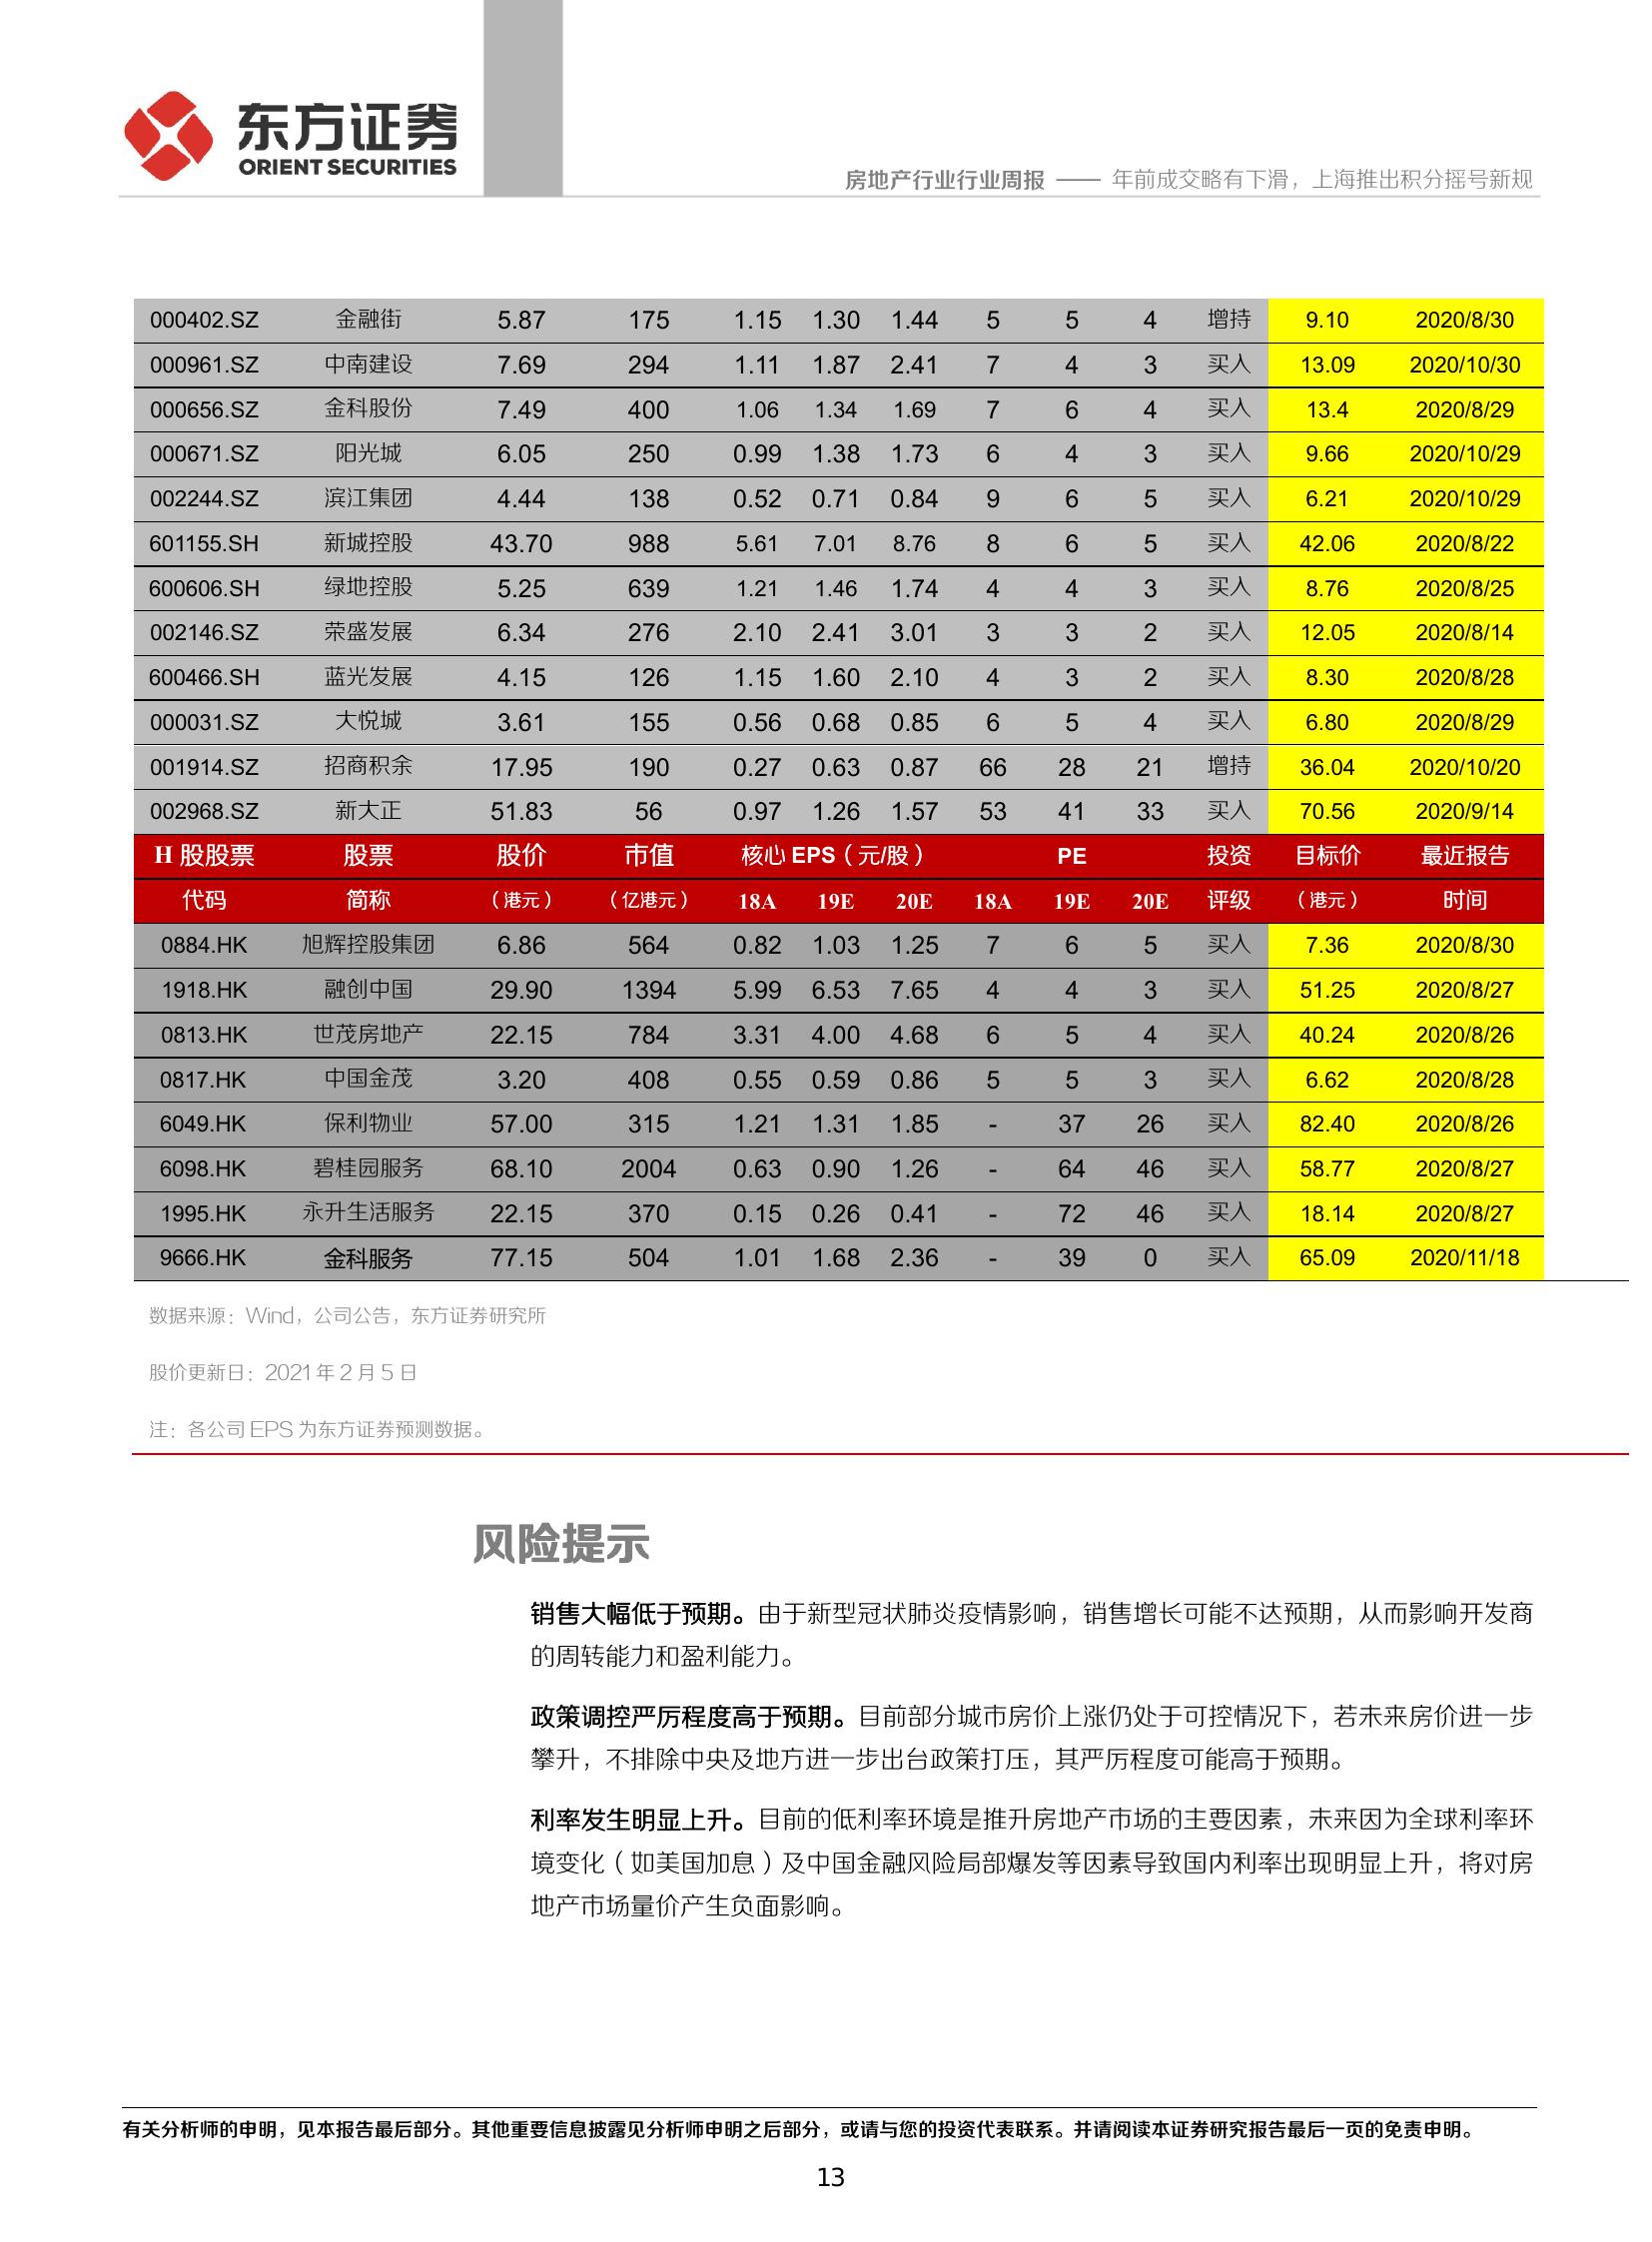 东方证券
ORIENT SECURITIES
房地产行业行业周报 —— 年前成交略有下滑，上海推出积分摇号新规
000402.SZ 金融街 5.87 175 1.15 1.30 1.44 5 5 4 增持 9.10 2020/8/30
000961.SZ 中南建设 7.69 294 1.11 1.87 2.41 7 4 3 买入 13.09 2020/10/30
000656.SZ 金科股份 7.49 400 1.06 1.34 1.69 7 6 4 买入 13.4 2020/8/29
000671.SZ 阳光城 6.05 250 0.99 1.38 1.73 6 4 3 买入 9.66 2020/10/29
002244.SZ 滨江集团 4.44 138 0.52 0.71 0.84 9 6 5 买入 6.21 2020/10/29
601155.SH 新城控股 43.70 988 5.61 7.01 8.76 8 6 5 买入 42.06 2020/8/22
600606.SH 绿地控股 5.25 639 1.21 1.46 1.74 4 4 3 买入 8.76 2020/8/25
002146.SZ 荣盛发展 6.34 276 2.10 2.41 3.01 3 3 2 买入 12.05 2020/8/14
600466.SH 蓝光发展 4.15 126 1.15 1.60 2.10 4 3 2 买入 8.30 2020/8/28
000031.SZ 大悦城 3.61 155 0.56 0.68 0.85 6 5 4 买入 6.80 2020/8/29
001914.SZ 招商积余 17.95 190 0.27 0.63 0.87 66 28 21 增持 36.04 2020/10/20
002968.SZ 新大正 51.83 56 0.97 1.26 1.57 53 41 33 买入 70.56 2020/9/14
H 股股票 股票 股价 市值 核心 EPS（元/股） PE 投资 目标价 最近报告
代码 简称 （港元） （亿港元） 18A 19E 20E 18A 19E 20E 评级 （港元） 时间
0884.HK 旭辉控股集团 6.86 564 0.82 1.03 1.25 7 6 5 买入 7.36 2020/8/30
1918.HK 融创中国 29.90 1394 5.99 6.53 7.65 4 4 3 买入 51.25 2020/8/27
0813.HK 世茂房地产 22.15 784 3.31 4.00 4.68 6 5 4 买入 40.24 2020/8/26
0817.HK 中国金茂 3.20 408 0.55 0.59 0.86 5 5 3 买入 6.62 2020/8/28
6049.HK 保利物业 57.00 315 1.21 1.31 1.85 - 37 26 买入 82.40 2020/8/26
6098.HK 碧桂园服务 68.10 2004 0.63 0.90 1.26 - 64 46 买入 58.77 2020/8/27
1995.HK 永升生活服务 22.15 370 0.15 0.26 0.41 - 72 46 买入 18.14 2020/8/27
9666.HK 金科服务 77.15 504 1.01 1.68 2.36 - 39 0 买入 65.09 2020/11/18
数据来源：Wind，公司公告，东方证券研究所
股价更新日：2021 年 2 月 5 日
注：各公司 EPS 为东方证券预测数据。
风险提示
销售大幅低于预期。由于新型冠状肺炎疫情影响，销售增长可能不达预期，从而影响开发商
的周转能力和盈利能力。
政策调控严厉程度高于预期。目前部分城市房价上涨仍处于可控情况下，若未来房价进一步
攀升，不排除中央及地方进一步出台政策打压，其严厉程度可能高于预期。
利率发生明显上升。目前的低利率环境是推升房地产市场的主要因素，未来因为全球利率环
境变化（如美国加息）及中国金融风险局部爆发等因素导致国内利率出现明显上升，将对房
地产市场量价产生负面影响。
有关分析师的申明，见本报告最后部分。其他重要信息披露见分析师申明之后部分，或请与您的投资代表联系。并请阅读本证券研究报告最后一页的免责申明。
13